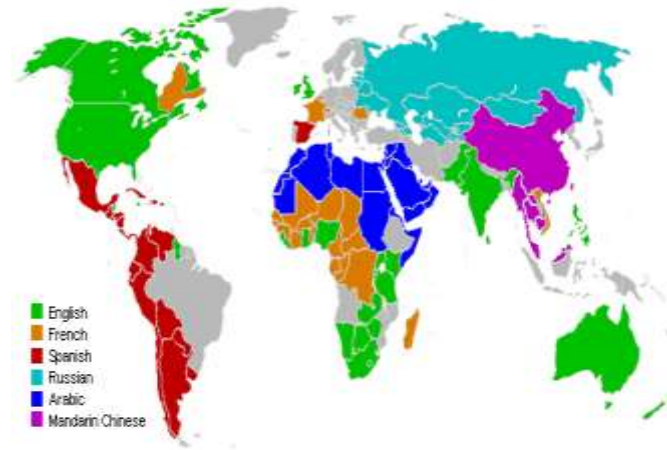 English
French
Spanish
Russian
Arabic
Mandarin Chinese